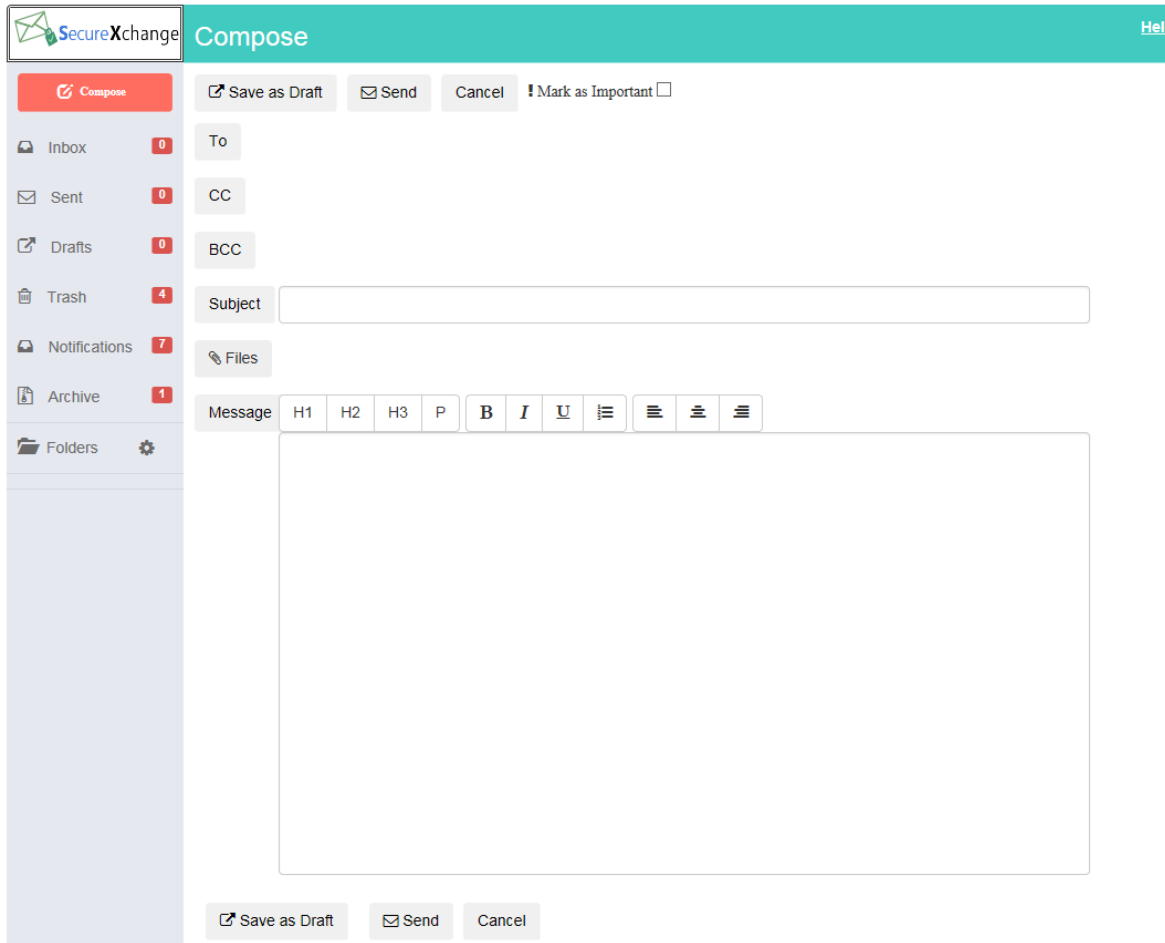 SecureXchange
Compose
Hel
Compose
Inbox 0
Sent 0
Drafts 0
Trash 4
Notifications 7
Archive 1
Folders
Save as Draft Send Cancel ! Mark as Important
To
CC
BCC
Subject
Files
Message H1 H2 H3 P B I U
Save as Draft Send Cancel